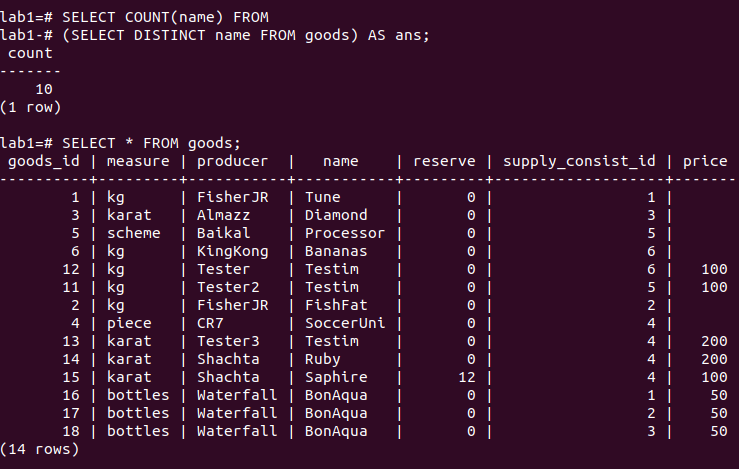 lab1=# SELECT COUNT(name) FROM
lab1-# (SELECT DISTINCT name FROM goods) AS ans;
 count
-------
    10
(1 row)

lab1=# SELECT * FROM goods;
 goods_id | measure | producer  |   name    | reserve | supply_consist_id | price
----------+---------+-----------+-----------+---------+-------------------+-------
        1 | kg      | FisherJR  | Tune      |       0 |                 1 |
        3 | karat   | Almazz    | Diamond   |       0 |                 3 |
        5 | scheme  | Baikal    | Processor |       0 |                 5 |
        6 | kg      | KingKong  | Bananas   |       0 |                 6 |
       12 | kg      | Tester    | Testim    |       0 |                 6 |   100
       11 | kg      | Tester2   | Testim    |       0 |                 5 |   100
        2 | kg      | FisherJR  | FishFat   |       0 |                 2 |
        4 | piece   | CR7       | SoccerUni |       0 |                 4 |
       13 | karat   | Tester3   | Testim    |       0 |                 4 |   200
       14 | karat   | Shachta   | Ruby      |       0 |                 4 |   200
       15 | karat   | Shachta   | Saphire   |      12 |                 4 |   100
       16 | bottles | Waterfall | BonAqua   |       0 |                 1 |    50
       17 | bottles | Waterfall | BonAqua   |       0 |                 2 |    50
       18 | bottles | Waterfall | BonAqua   |       0 |                 3 |    50
(14 rows)